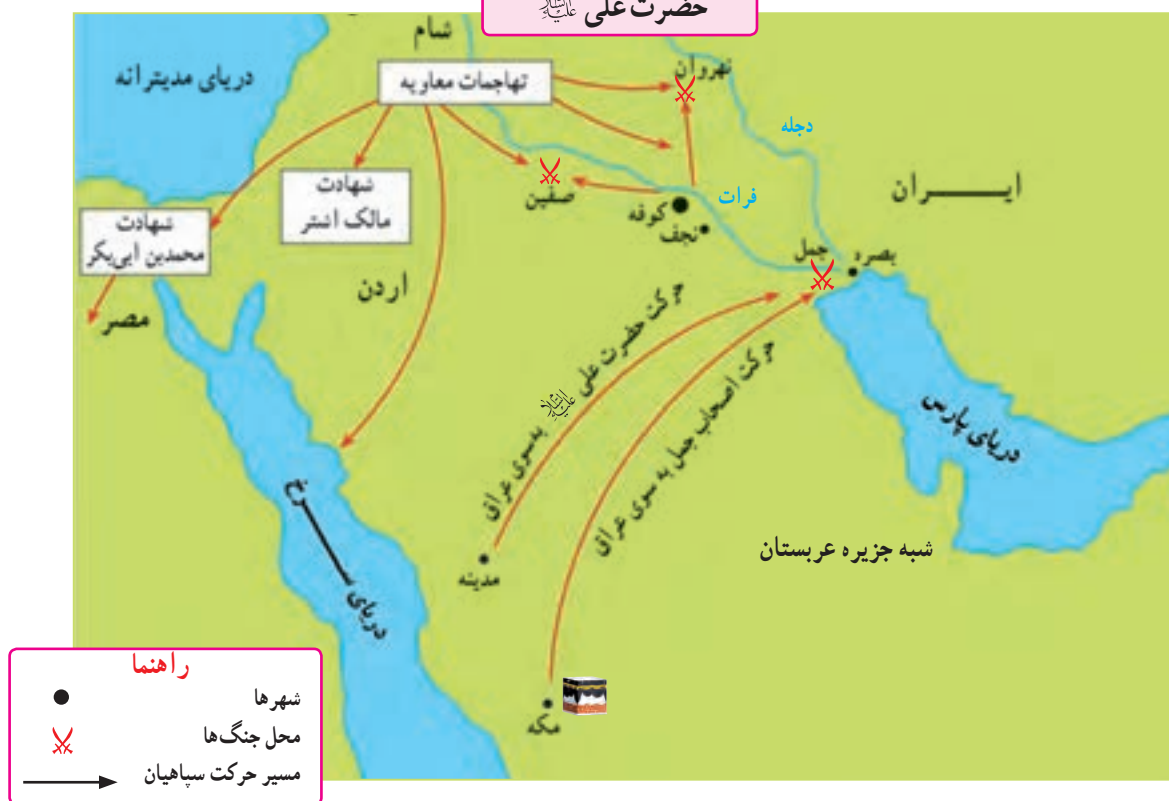 حضرت علی علیه‌السلام
شام
دریای مدیترانه
تهاجمات معاویه
نهروان
دجله
شهادت
مالک اشتر
صفین
فرات
ایــــــران
کوفه
نجف
شهادت
محمدبن ابی‌بکر
اردن
جمل
بصره
مصر
حرکت حضرت علی علیه‌السلام به‌سوی عراق
حرکت اصحاب جمل به سوی عراق
دریای پارس
دریای ســـــرخ
مدینه
شبه جزیره عربستان
مکه
راهنما
شهرها
محل جنگ‌ها
مسیر حرکت سپاهیان